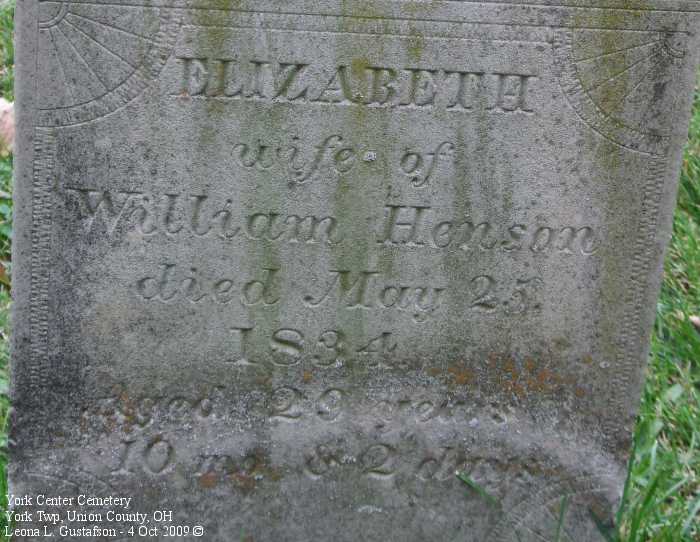 ELIZABETH
wife of
William Henson
died May 25.
1834
Aged 29 years
10 mo. & 2 days
York Center Cemetery
York Twp, Union County, OH
Leona L. Gustafson - 4 Oct 2009 ©